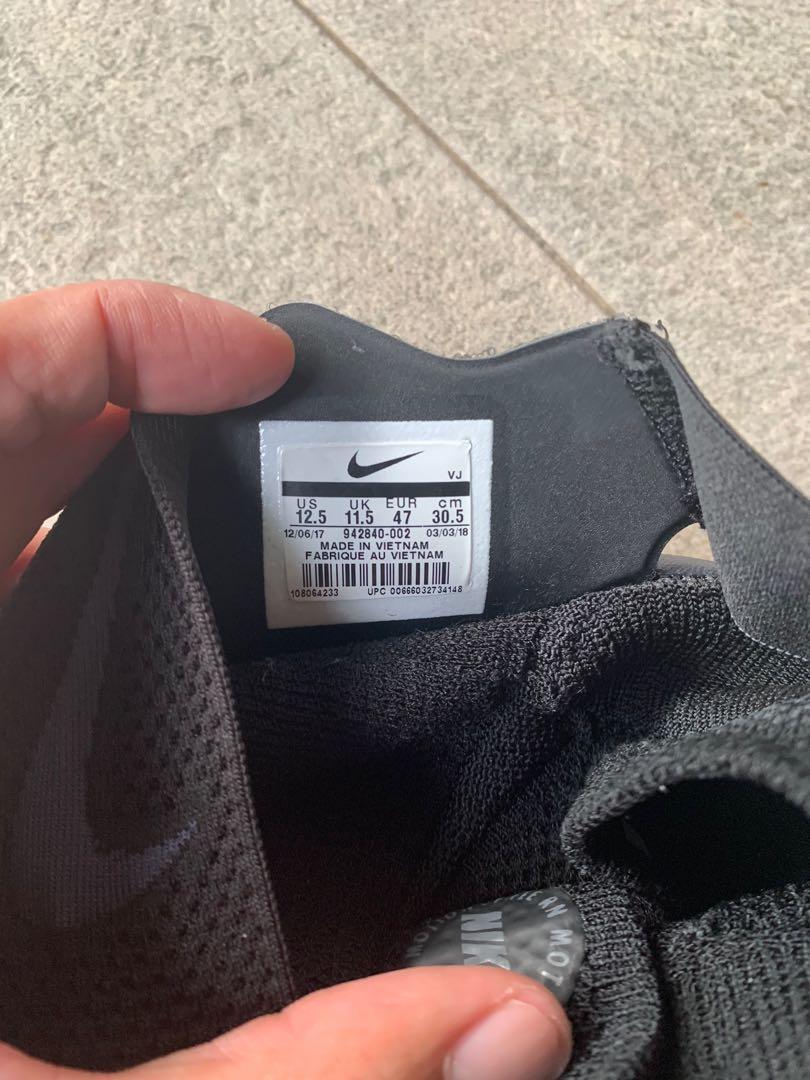 VJ
US UK EUR cm
12.5 11.5 47 30.5
12/06/17 942840-002 03/03/18
MADE IN VIETNAM
FABRIQUE AU VIETNAM
108064233 UPC 00666032734148